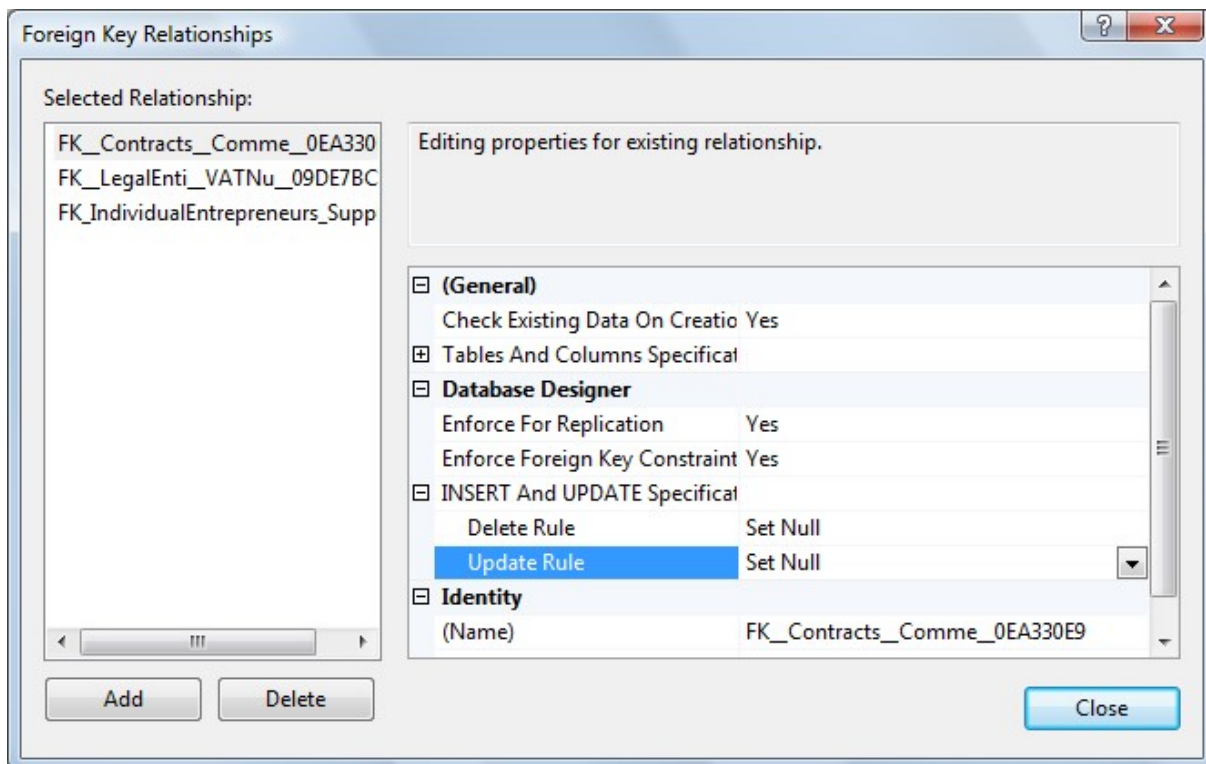 Foreign Key Relationships
?
X
Selected Relationship:
FK__Contracts__Comme__0EA330
FK__LegalEnti__VATNu__09DE7BC
FK_IndividualEntrepreneurs_Supp
Editing properties for existing relationship.
(General)
Check Existing Data On Creatio Yes
Tables And Columns Specificat
Database Designer
Enforce For Replication Yes
Enforce Foreign Key Constraint Yes
INSERT And UPDATE Specificat
Delete Rule Set Null
Update Rule Set Null
Identity
(Name) FK__Contracts__Comme__0EA330E9
Add Delete
Close